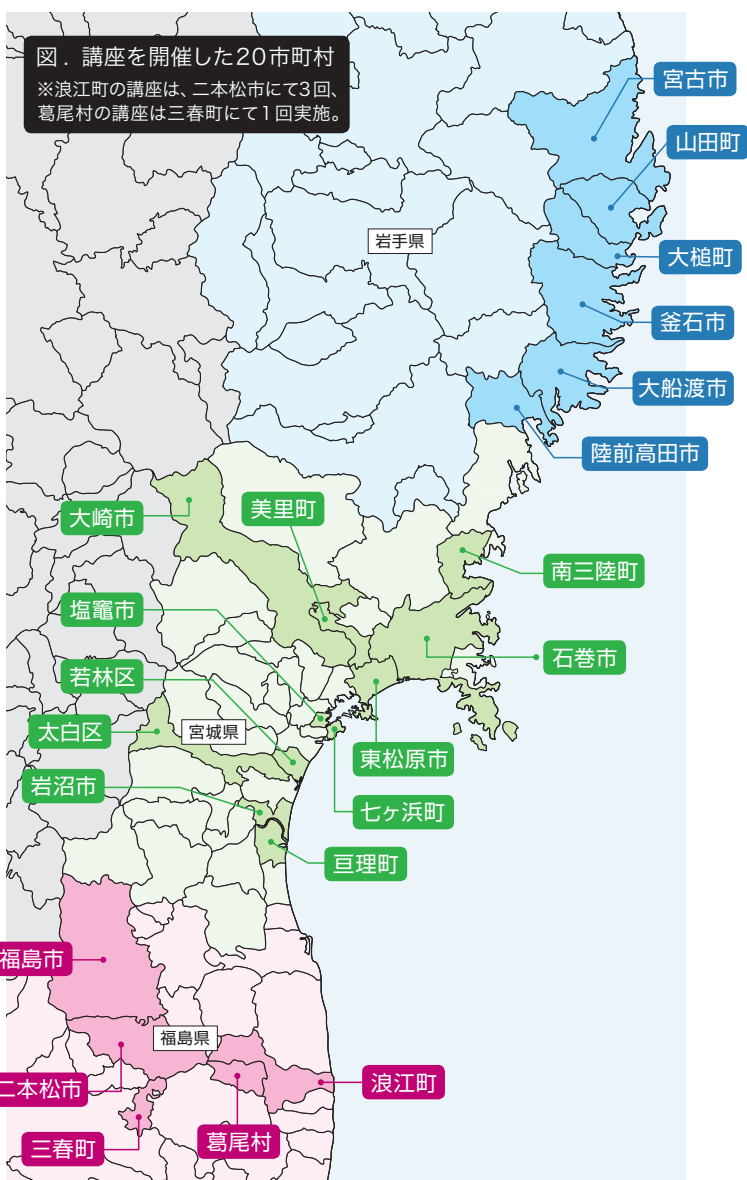 図．講座を開催した20市町村
※浪江町の講座は、二本松市にて3回、
葛尾村の講座は三春町にて1回実施。
宮古市
山田町
岩手県
大槌町
釜石市
大船渡市
陸前高田市
大崎市
美里町
南三陸町
塩竈市
石巻市
若林区
太白区
宮城県
東松原市
岩沼市
七ヶ浜町
亘理町
福島市
福島県
二本松市
浪江町
三春町
葛尾村